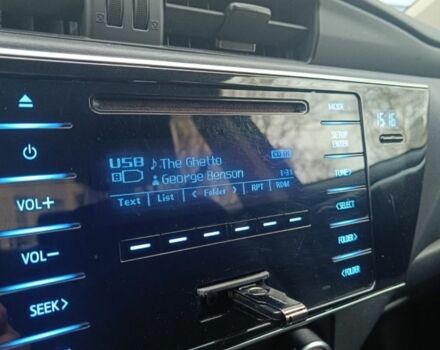 MODE
15:16
SETUP
ENTER
VOL+
VOL-
SEEK>
USB ♪ The Ghetto
George Benson 1:31
Text List < Folder > RPT RDM
TUNE>
<SELECT
FOLDER>
<FOLDER